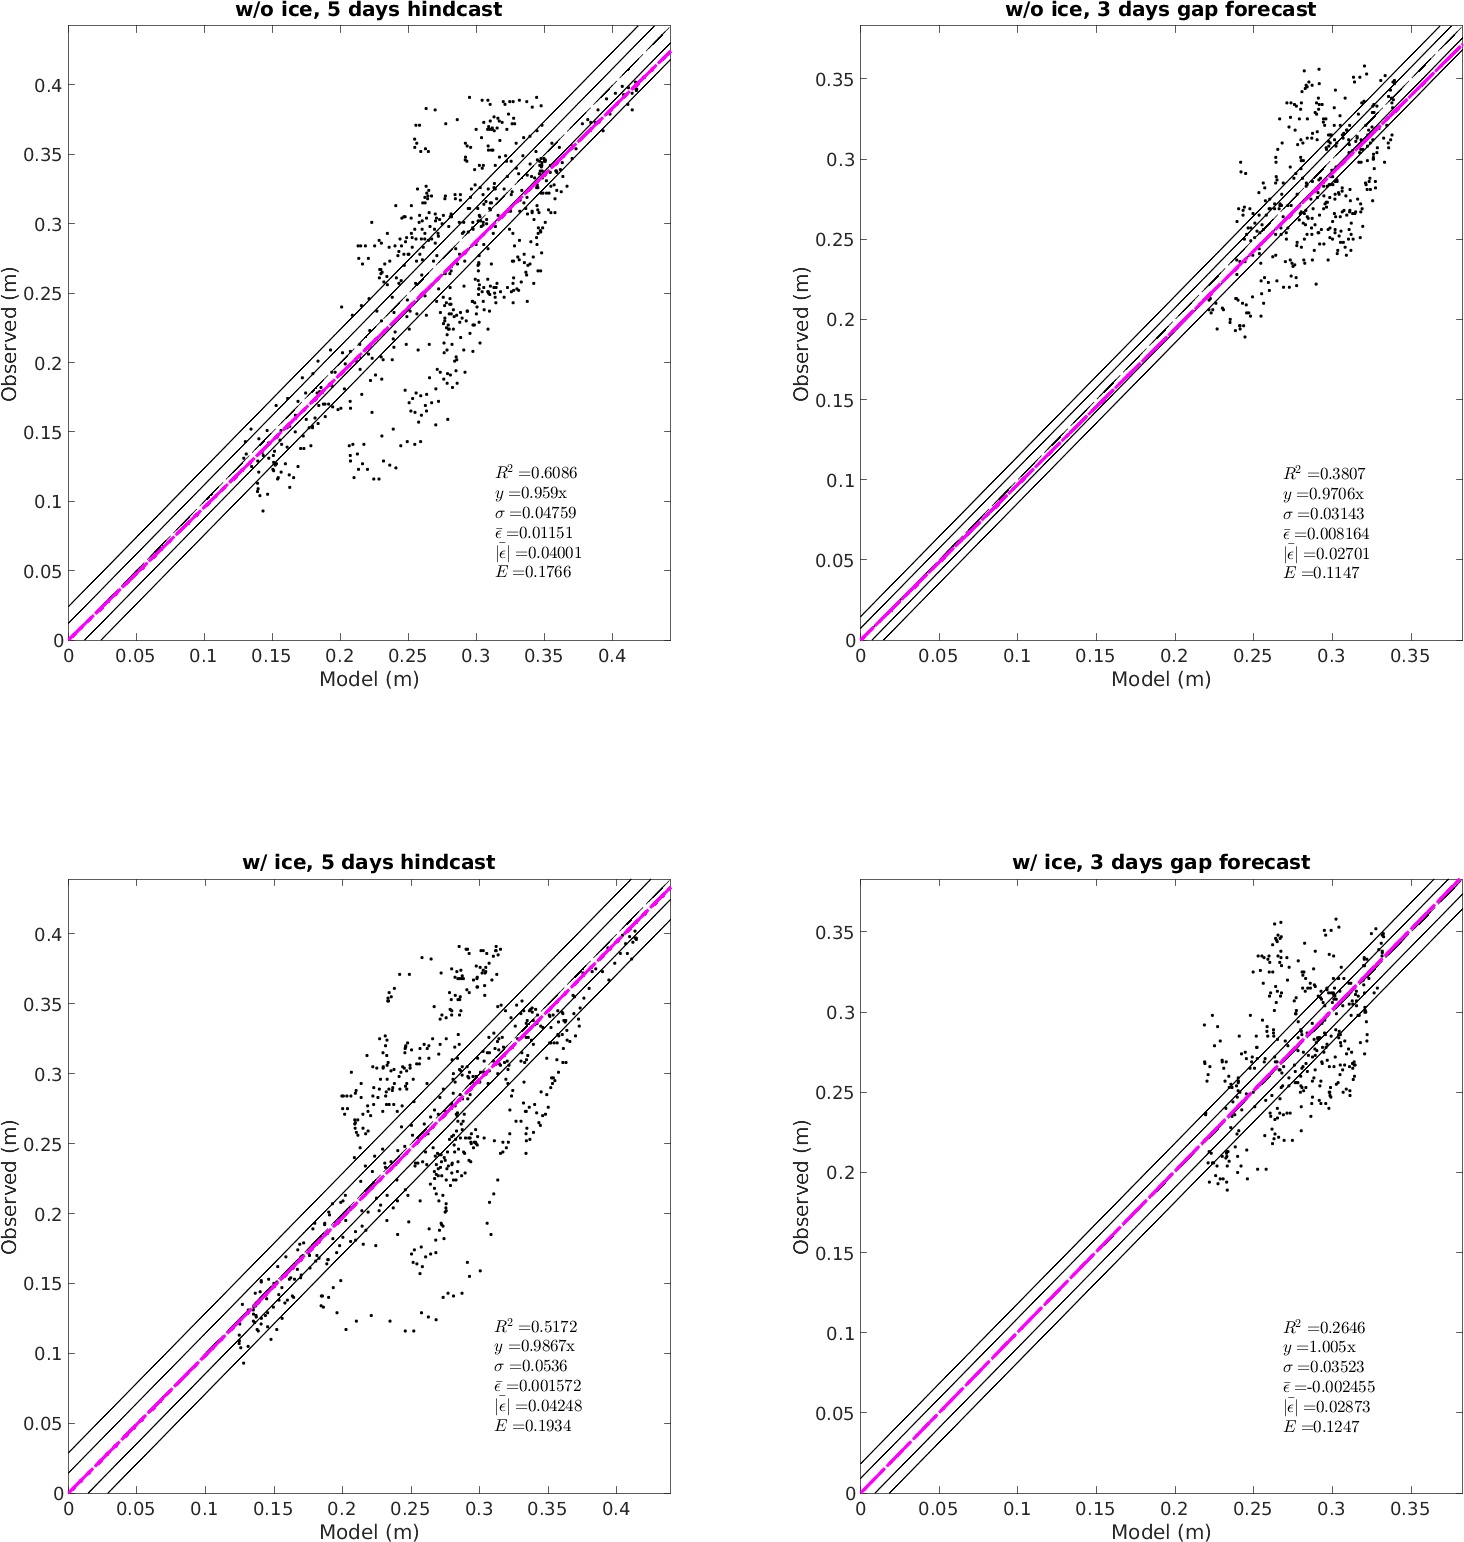 w/o ice, 5 days hindcast
Observed (m)
0.4
0.35
0.3
0.25
0.2
0.15
0.1
0.05
0
R² =0.6086
y =0.959x
σ =0.04759
ϵ̄ =0.01151
|ϵ̄| =0.04001
E =0.1766
0 0.05 0.1 0.15 0.2 0.25 0.3 0.35 0.4
Model (m)
w/o ice, 3 days gap forecast
Observed (m)
0.35
0.3
0.25
0.2
0.15
0.1
0.05
0
R² =0.3807
y =0.9706x
σ =0.03143
ϵ̄ =0.008164
|ϵ̄| =0.02701
E =0.1147
0 0.05 0.1 0.15 0.2 0.25 0.3 0.35
Model (m)
w/ ice, 5 days hindcast
Observed (m)
0.4
0.35
0.3
0.25
0.2
0.15
0.1
0.05
0
R² =0.5172
y =0.9867x
σ =0.0536
ϵ̄ =0.001572
|ϵ̄| =0.04248
E =0.1934
0 0.05 0.1 0.15 0.2 0.25 0.3 0.35 0.4
Model (m)
w/ ice, 3 days gap forecast
Observed (m)
0.35
0.3
0.25
0.2
0.15
0.1
0.05
0
R² =0.2646
y =1.005x
σ =0.03523
ϵ̄ =-0.002455
|ϵ̄| =0.02873
E =0.1247
0 0.05 0.1 0.15 0.2 0.25 0.3 0.35
Model (m)